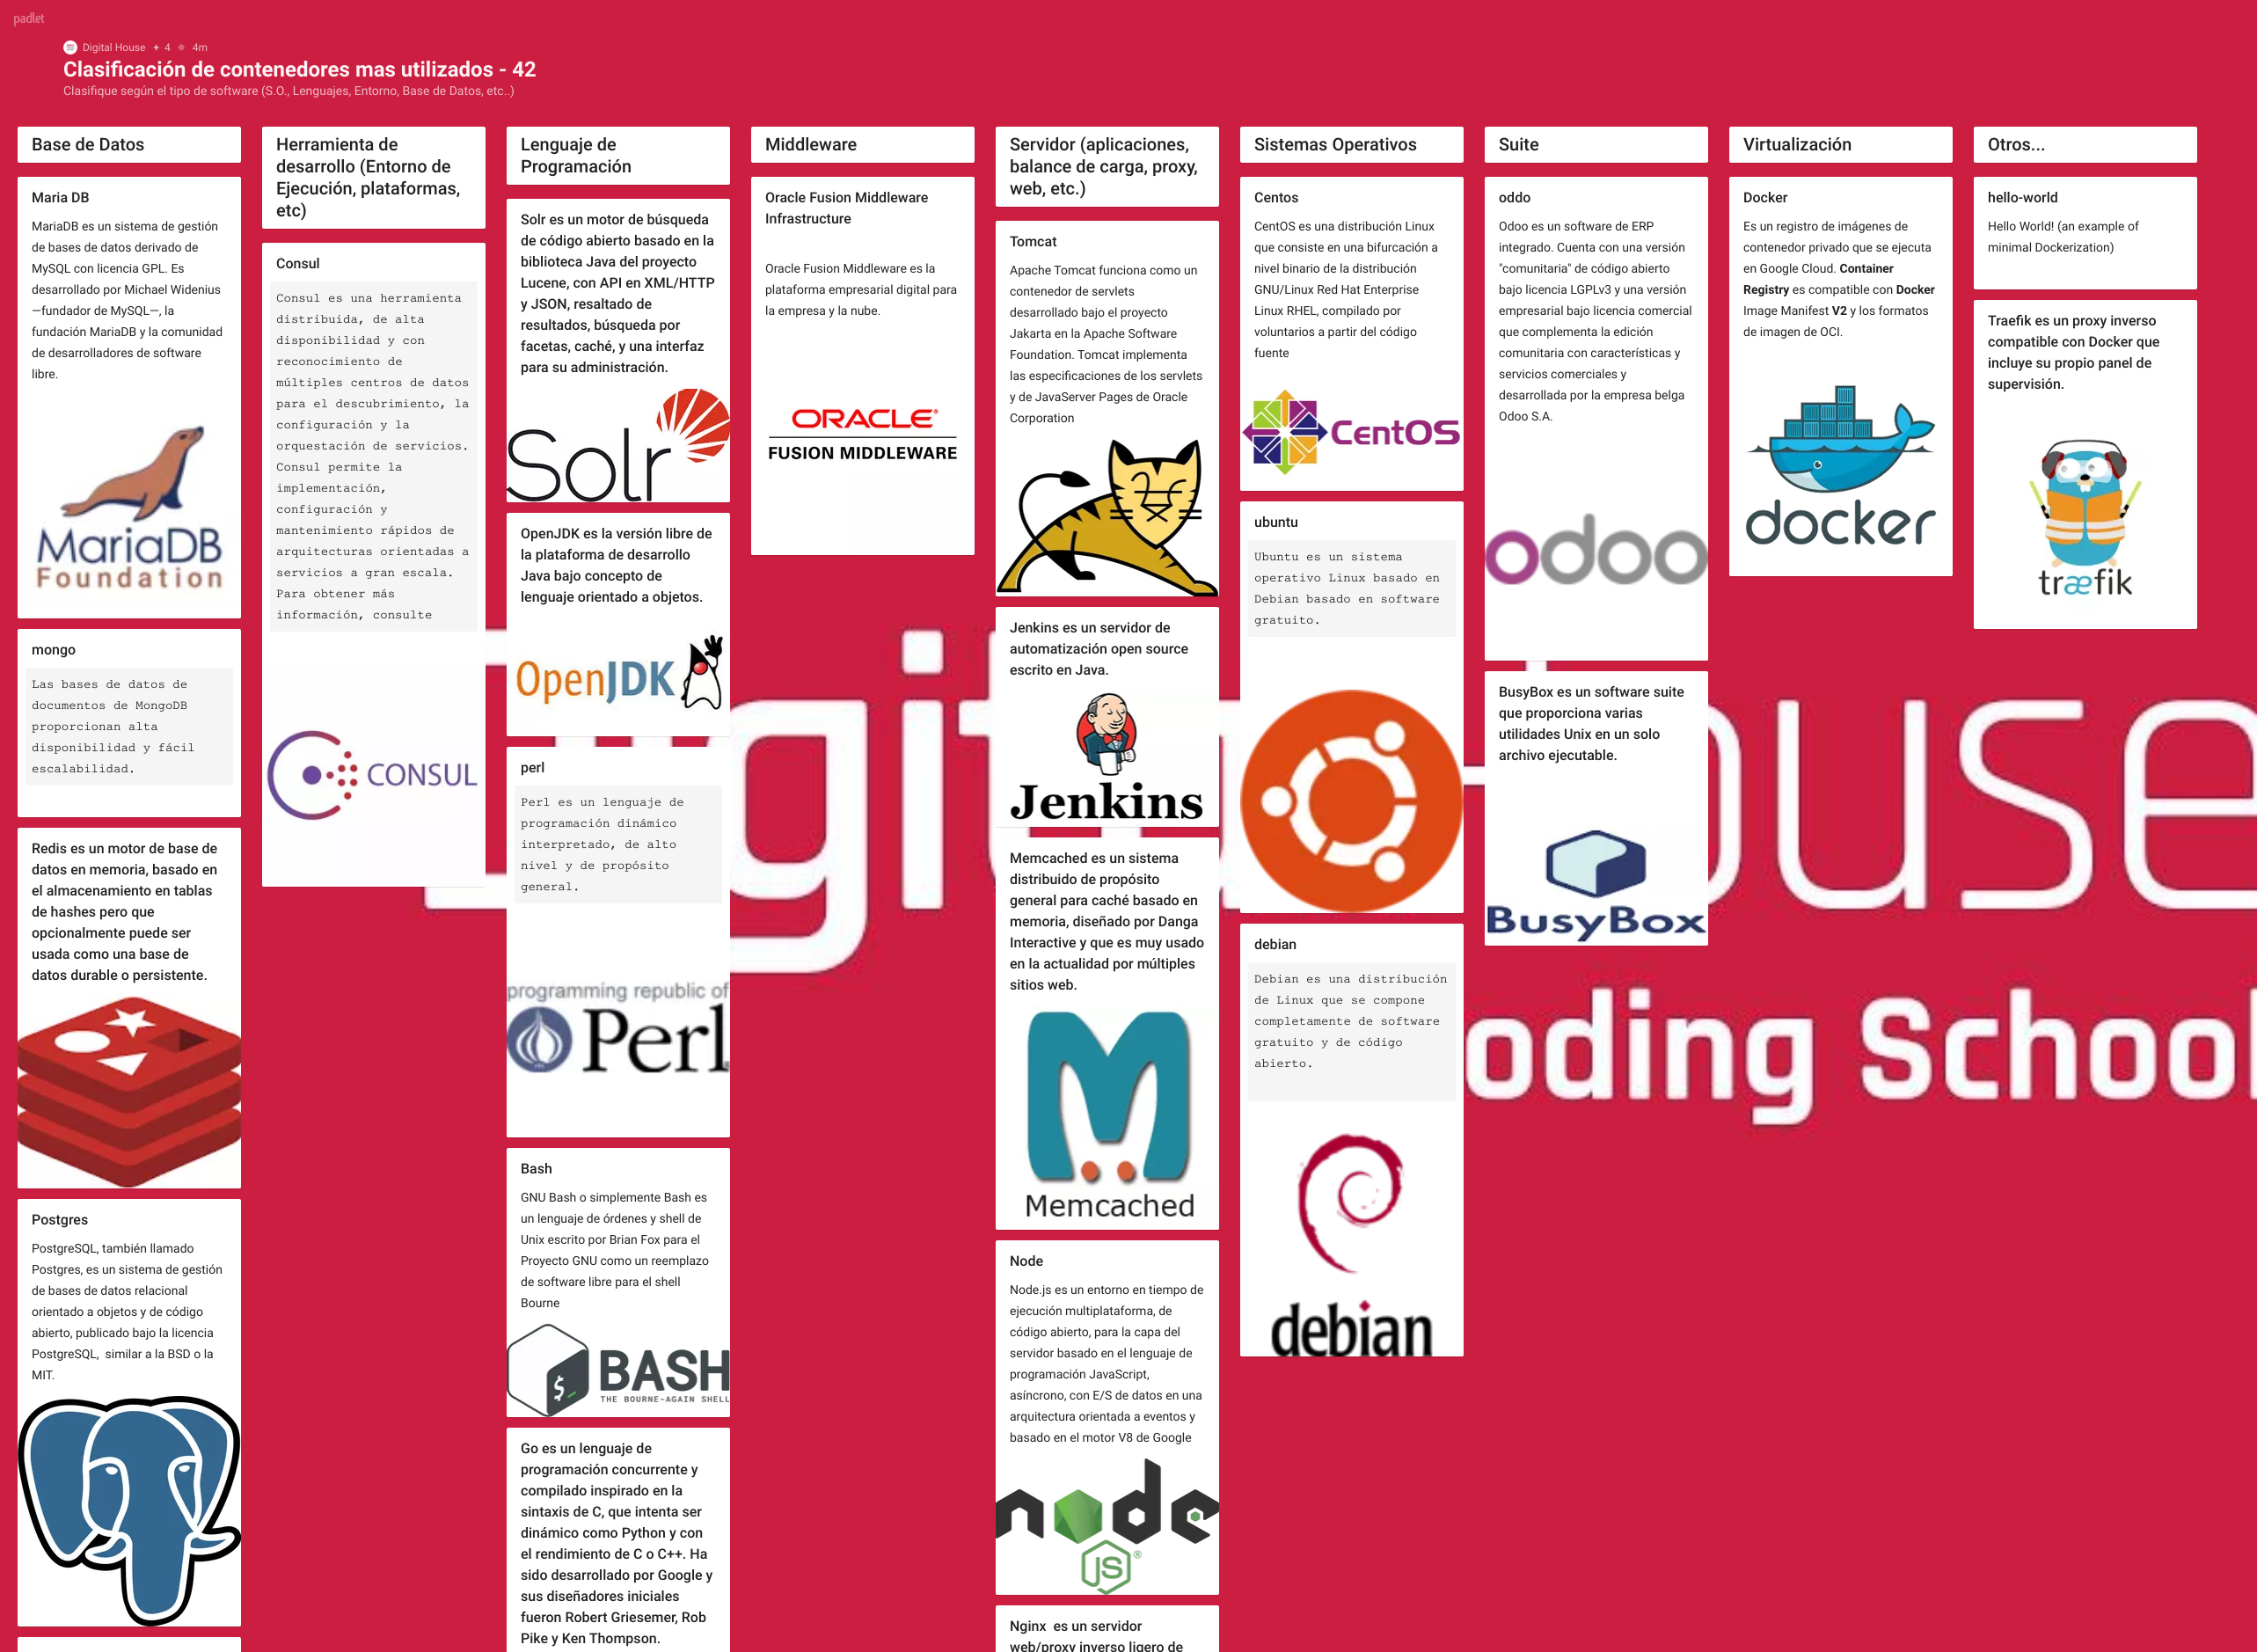 padlet
Digital House + 4 • 4m
Clasificación de contenedores mas utilizados - 42
Clasifique según el tipo de software (S.O., Lenguajes, Entorno, Base de Datos, etc..)
Base de Datos
Maria DB
MariaDB es un sistema de gestión
de bases de datos derivado de
MySQL con licencia GPL. Es
desarrollado por Michael Widenius
—fundador de MySQL—, la
fundación MariaDB y la comunidad
de desarrolladores de software
libre.
MariaDB
Foundation
mongo
Las bases de datos de
documentos de MongoDB
proporcionan alta
disponibilidad y fácil
escalabilidad.
Redis es un motor de base de
datos en memoria, basado en
el almacenamiento en tablas
de hashes pero que
opcionalmente puede ser
usada como una base de
datos durable o persistente.
Postgres
PostgreSQL, también llamado
Postgres, es un sistema de gestión
de bases de datos relacional
orientado a objetos y de código
abierto, publicado bajo la licencia
PostgreSQL,  similar a la BSD o la
MIT.
Herramienta de
desarrollo (Entorno de
Ejecución, plataformas,
etc)
Consul
Consul es una herramienta
distribuida, de alta
disponibilidad y con
reconocimiento de
múltiples centros de datos
para el descubrimiento, la
configuración y la
orquestación de servicios.
Consul permite la
implementación,
configuración y
mantenimiento rápidos de
arquitecturas orientadas a
servicios a gran escala.
Para obtener más
información, consulte
CONSUL
Lenguaje de
Programación
Solr es un motor de búsqueda
de código abierto basado en la
biblioteca Java del proyecto
Lucene, con API en XML/HTTP
y JSON, resaltado de
resultados, búsqueda por
facetas, caché, y una interfaz
para su administración.
Solr
OpenJDK es la versión libre de
la plataforma de desarrollo
Java bajo concepto de
lenguaje orientado a objetos.
OpenJDK
perl
Perl es un lenguaje de
programación dinámico
interpretado, de alto
nivel y de propósito
general.
programming republic of
Perl
Bash
GNU Bash o simplemente Bash es
un lenguaje de órdenes y shell de
Unix escrito por Brian Fox para el
Proyecto GNU como un reemplazo
de software libre para el shell
Bourne
BASH
THE BOURNE-AGAIN SHELL
Go es un lenguaje de
programación concurrente y
compilado inspirado en la
sintaxis de C, que intenta ser
dinámico como Python y con
el rendimiento de C o C++. Ha
sido desarrollado por Google y
sus diseñadores iniciales
fueron Robert Griesemer, Rob
Pike y Ken Thompson.
Middleware
Oracle Fusion Middleware
Infrastructure
Oracle Fusion Middleware es la
plataforma empresarial digital para
la empresa y la nube.
ORACLE®
FUSION MIDDLEWARE
Servidor (aplicaciones,
balance de carga, proxy,
web, etc.)
Tomcat
Apache Tomcat funciona como un
contenedor de servlets
desarrollado bajo el proyecto
Jakarta en la Apache Software
Foundation. Tomcat implementa
las especificaciones de los servlets
y de JavaServer Pages de Oracle
Corporation
Jenkins es un servidor de
automatización open source
escrito en Java.
Jenkins
Memcached es un sistema
distribuido de propósito
general para caché basado en
memoria, diseñado por Danga
Interactive y que es muy usado
en la actualidad por múltiples
sitios web.
Memcached
Node
Node.js es un entorno en tiempo de
ejecución multiplataforma, de
código abierto, para la capa del
servidor basado en el lenguaje de
programación JavaScript,
asíncrono, con E/S de datos en una
arquitectura orientada a eventos y
basado en el motor V8 de Google
node
JS®
Nginx  es un servidor
web/proxy inverso ligero de
Sistemas Operativos
Centos
CentOS es una distribución Linux
que consiste en una bifurcación a
nivel binario de la distribución
GNU/Linux Red Hat Enterprise
Linux RHEL, compilado por
voluntarios a partir del código
fuente
CentOS
ubuntu
Ubuntu es un sistema
operativo Linux basado en
Debian basado en software
gratuito.
debian
Debian es una distribución
de Linux que se compone
completamente de software
gratuito y de código
abierto.
debian
Suite
oddo
Odoo es un software de ERP
integrado. Cuenta con una versión
"comunitaria" de código abierto
bajo licencia LGPLv3 y una versión
empresarial bajo licencia comercial
que complementa la edición
comunitaria con características y
servicios comerciales y
desarrollada por la empresa belga
Odoo S.A.
odoo
BusyBox es un software suite
que proporciona varias
utilidades Unix en un solo
archivo ejecutable.
BusyBox
Virtualización
Docker
Es un registro de imágenes de
contenedor privado que se ejecuta
en Google Cloud. Container
Registry es compatible con Docker
Image Manifest V2 y los formatos
de imagen de OCI.
docker
Otros...
hello-world
Hello World! (an example of
minimal Dockerization)
Traefik es un proxy inverso
compatible con Docker que
incluye su propio panel de
supervisión.
træfik
git
ouse
oding School